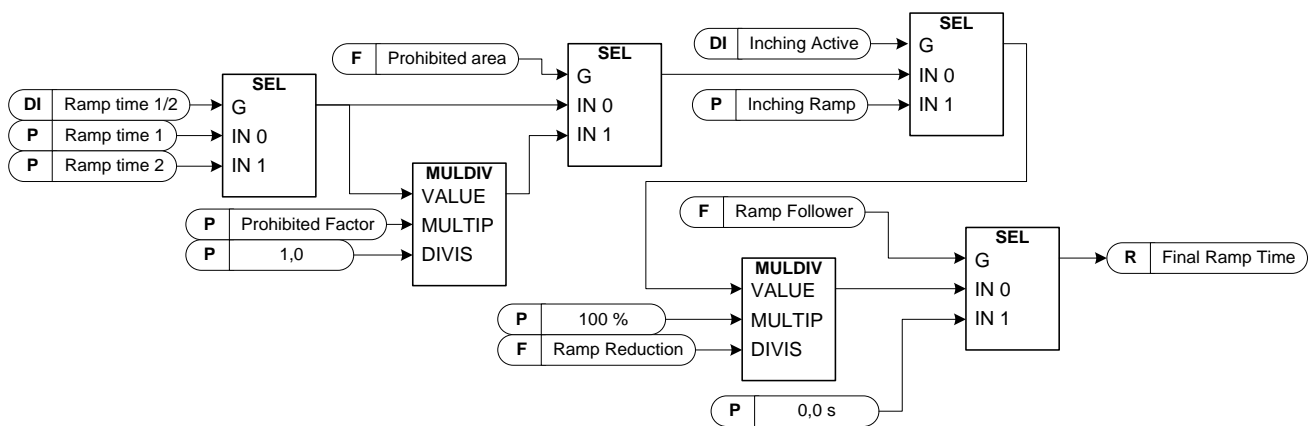 SEL
DI Inching Active
G
SEL
F Prohibited area
G
IN 0
SEL
DI Ramp time 1/2
G
IN 0
P Inching Ramp
IN 1
P Ramp time 1
IN 0
IN 1
P Ramp time 2
IN 1
MULDIV
VALUE
P Prohibited Factor
MULTIP
F Ramp Follower
P 1,0
DIVIS
SEL
G
R Final Ramp Time
MULDIV
VALUE
IN 0
P 100 %
MULTIP
IN 1
F Ramp Reduction
DIVIS
P 0,0 s